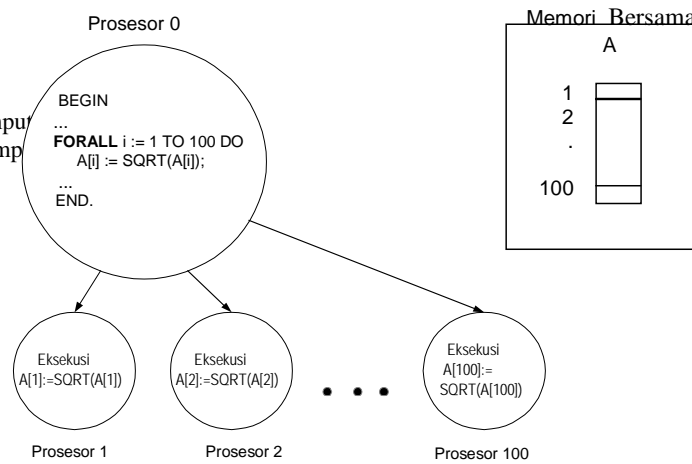 Prosesor 0
BEGIN
...
FORALL i := 1 TO 100 DO
A[i] := SQRT(A[i]);
...
END.
Memori Bersama
A
1
2
.
100
Eksekusi
A[1]:=SQRT(A[1])
Prosesor 1
Eksekusi
A[2]:=SQRT(A[2])
Prosesor 2
Eksekusi
A[100]:=
SQRT(A[100])
Prosesor 100